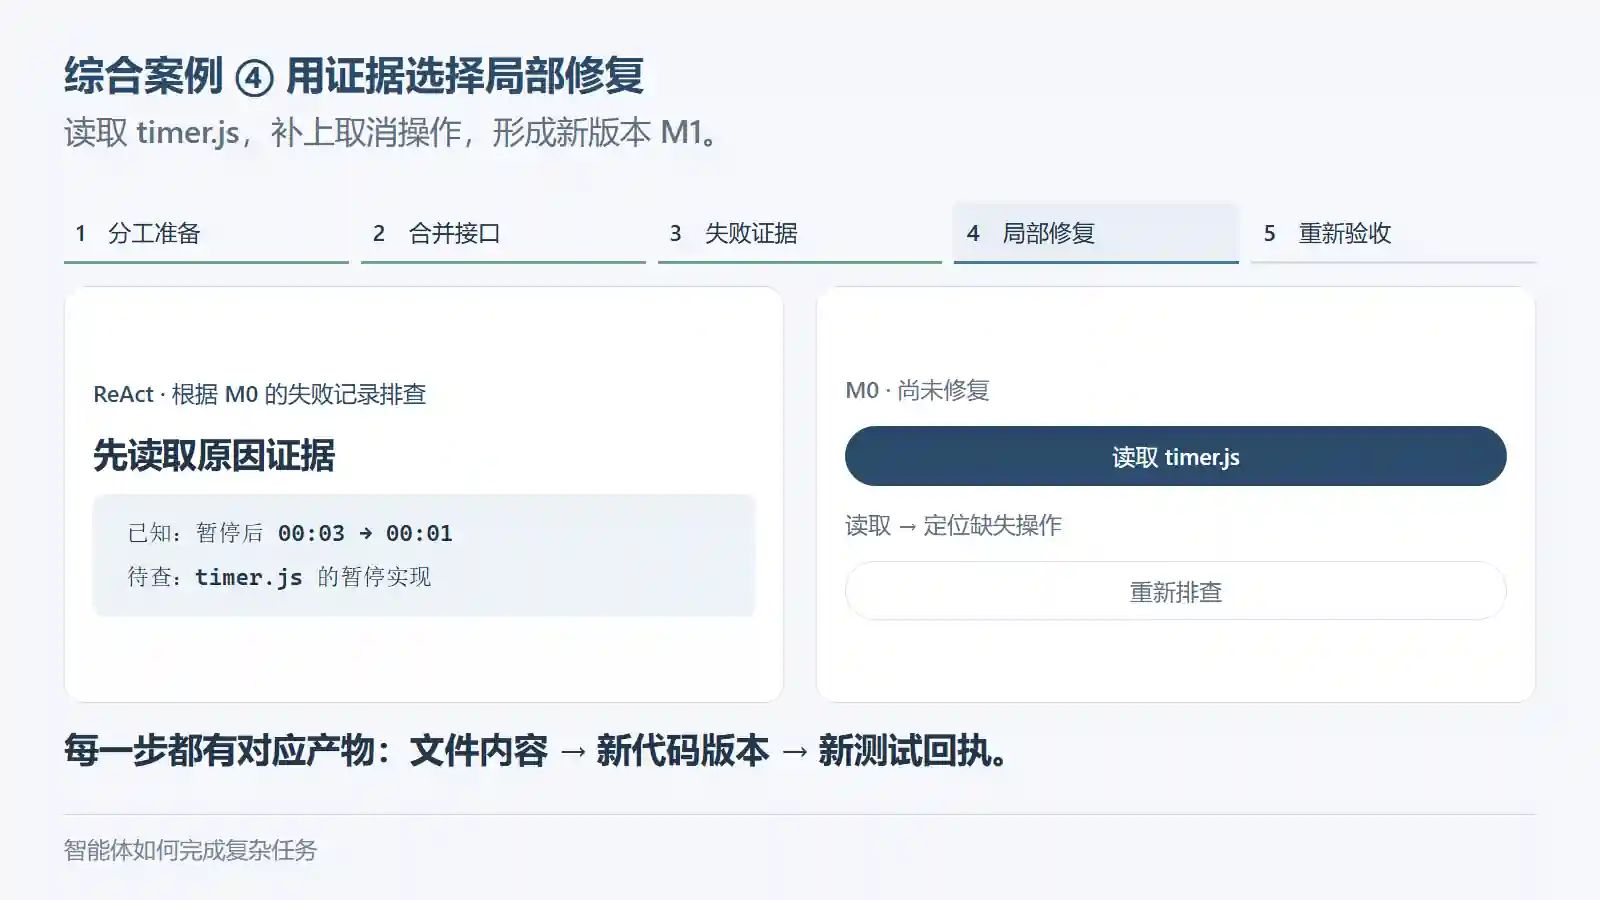 综合案例 ④ 用证据选择局部修复
读取 timer.js，补上取消操作，形成新版本 M1。
1 分工准备
2 合并接口
3 失败证据
4 局部修复
5 重新验收
ReAct · 根据 M0 的失败记录排查
先读取原因证据
已知：暂停后 00:03 → 00:01
待查：timer.js 的暂停实现
M0 · 尚未修复
读取 timer.js
读取 → 定位缺失操作
重新排查
每一步都有对应产物：文件内容 → 新代码版本 → 新测试回执。
智能体如何完成复杂任务